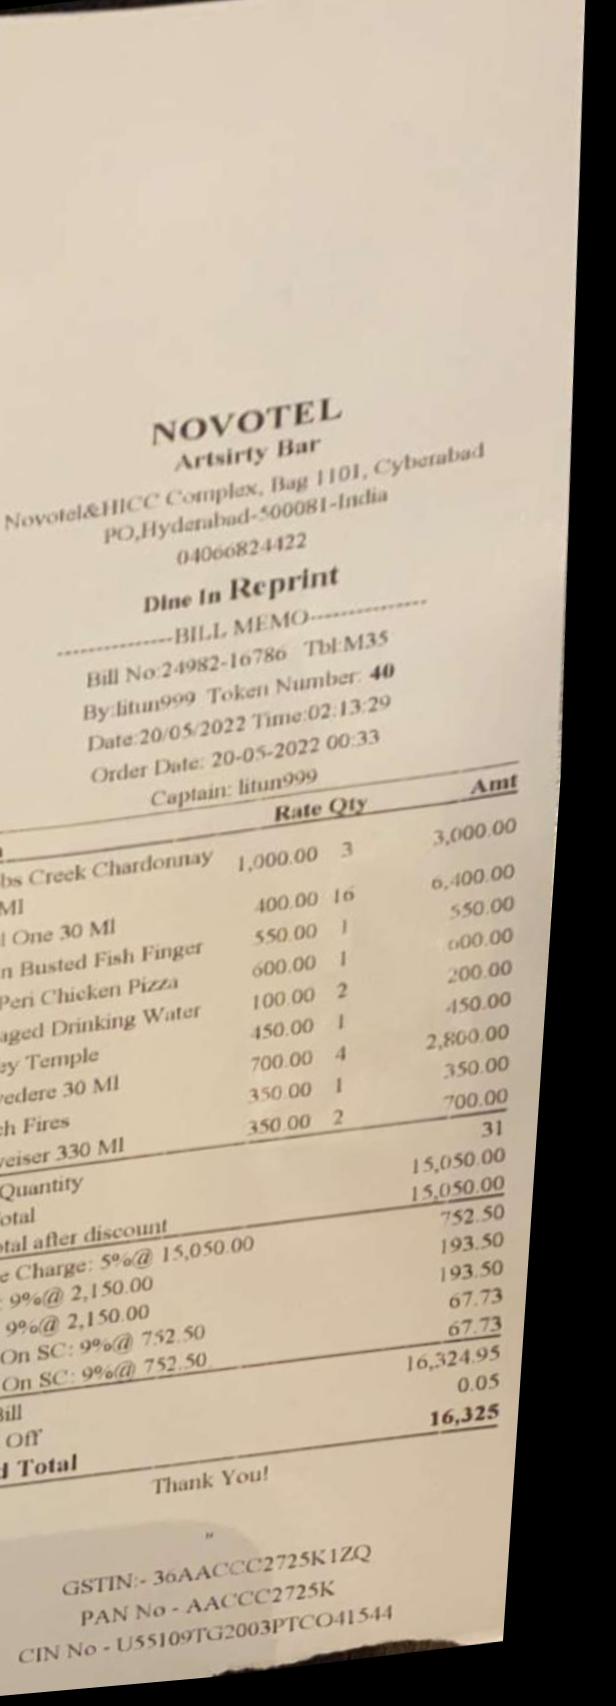 NOVOTEL
Artsirty Bar
Novotel&HICC Complex, Bag 1101, Cyberabad
PO,Hyderabad-500081-India
04066824422
Dine In Reprint
---------------BILL MEMO---------------
Bill No:24982-16786 Tbl:M35
By:litun999 Token Number: 40
Date:20/05/2022 Time:02:13:29
Order Date: 20-05-2022 00:33
Captain: litun999
Rate Qty Amt
bs Creek Chardonnay 1,000.00 3 3,000.00
Ml
l One 30 Ml 400.00 16 6,400.00
n Busted Fish Finger 550.00 1 550.00
Peri Chicken Pizza 600.00 1 600.00
aged Drinking Water 100.00 2 200.00
ey Temple 450.00 1 450.00
vedere 30 Ml 700.00 4 2,800.00
ch Fires 350.00 1 350.00
weiser 330 Ml 350.00 2 700.00
Quantity 31
otal 15,050.00
otal after discount 15,050.00
e Charge: 5%@ 15,050.00 752.50
: 9%@ 2,150.00 193.50
9%@ 2,150.00 193.50
On SC: 9%@ 752.50 67.73
On SC: 9%@ 752.50 67.73
Bill 16,324.95
Off 0.05
d Total 16,325
Thank You!
"
GSTIN:- 36AACCC2725K1ZQ
PAN No - AACCC2725K
CIN No - U55109TG2003PTCO41544